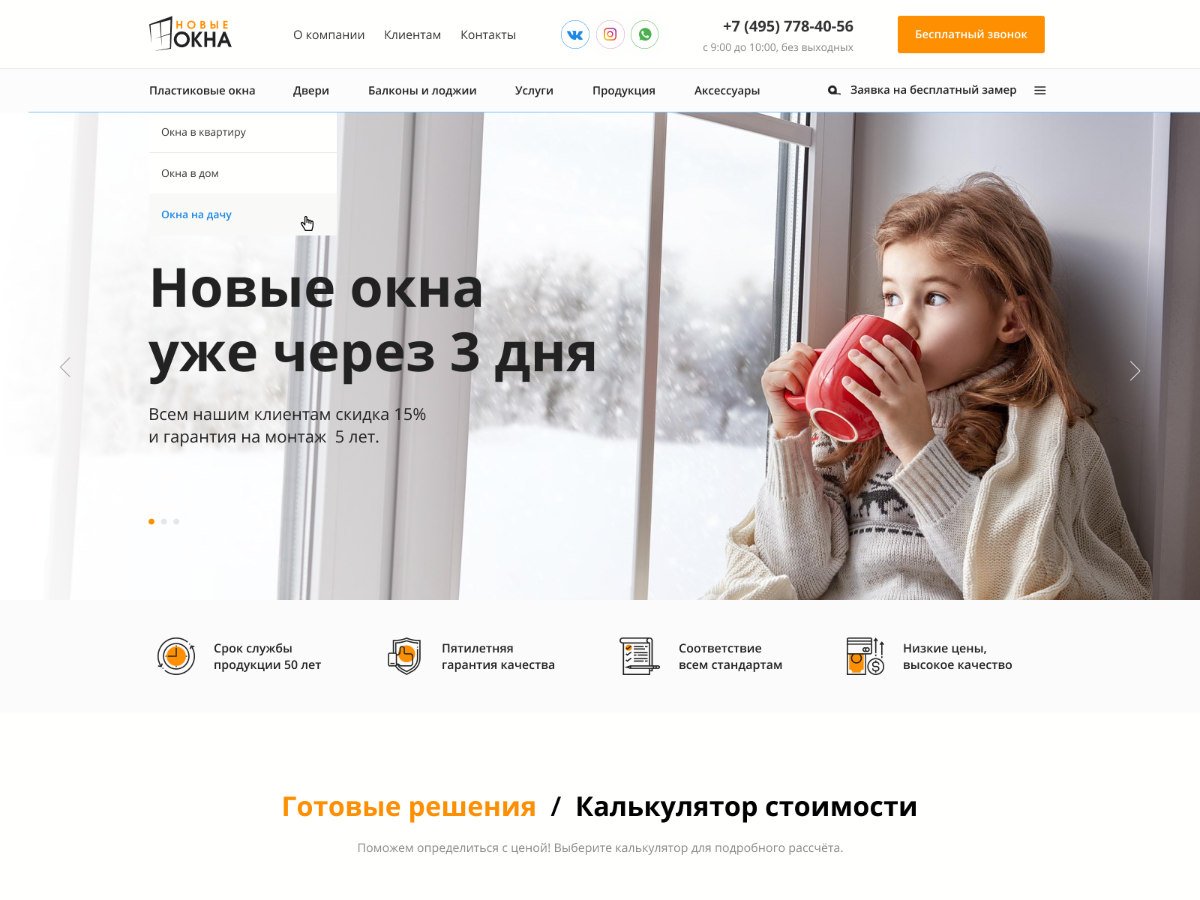 НОВЫЕ
ОКНА
О компании
Клиентам
Контакты
+7 (495) 778-40-56
с 9:00 до 10:00, без выходных
Бесплатный звонок
Пластиковые окна
Двери
Балконы и лоджии
Услуги
Продукция
Аксессуары
Заявка на бесплатный замер
Окна в квартиру
Окна в дом
Окна на дачу
Новые окна
уже через 3 дня
Всем нашим клиентам скидка 15%
и гарантия на монтаж 5 лет.
Срок службы
продукции 50 лет
Пятилетняя
гарантия качества
Соответствие
всем стандартам
Низкие цены,
высокое качество
Готовые решения / Калькулятор стоимости
Поможем определиться с ценой! Выберите калькулятор для подробного рассчёта.